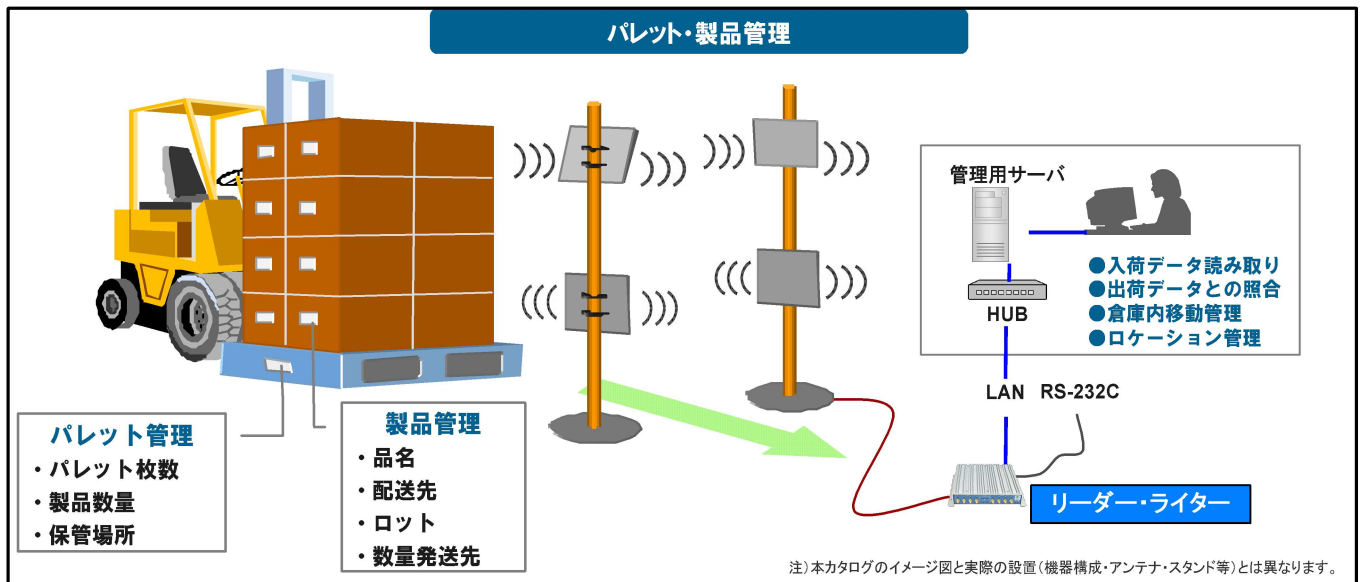 パレット・製品管理
管理用サーバ
●入荷データ読み取り
●出荷データとの照合
●倉庫内移動管理
●ロケーション管理
HUB
LAN RS-232C
パレット管理
・パレット枚数
・製品数量
・保管場所
製品管理
・品名
・配送先
・ロット
・数量発送先
リーダー・ライター
注)本カタログのイメージ図と実際の設置(機器構成・アンテナ・スタンド等)とは異なります。